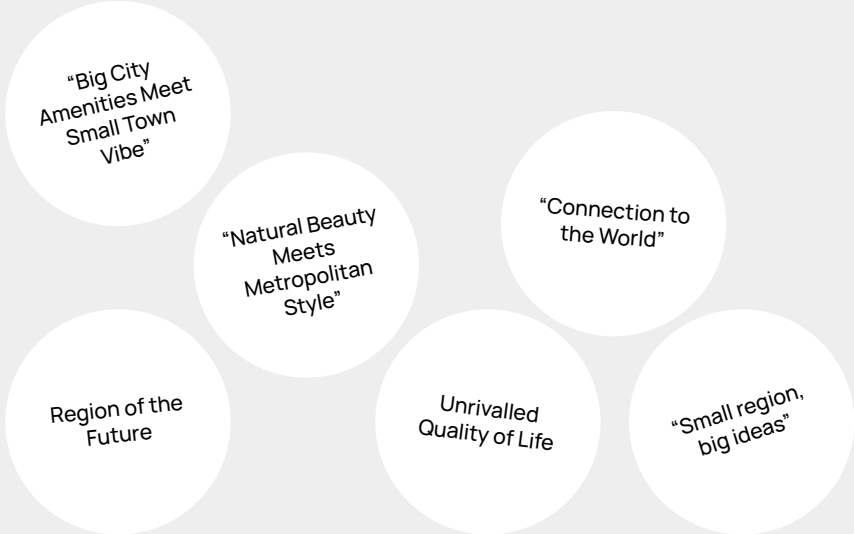 “Big City
Amenities Meet
Small Town
Vibe”
“Natural Beauty
Meets
Metropolitan
Style”
“Connection to
the World”
Region of the
Future
Unrivalled
Quality of Life
“Small region,
big ideas”